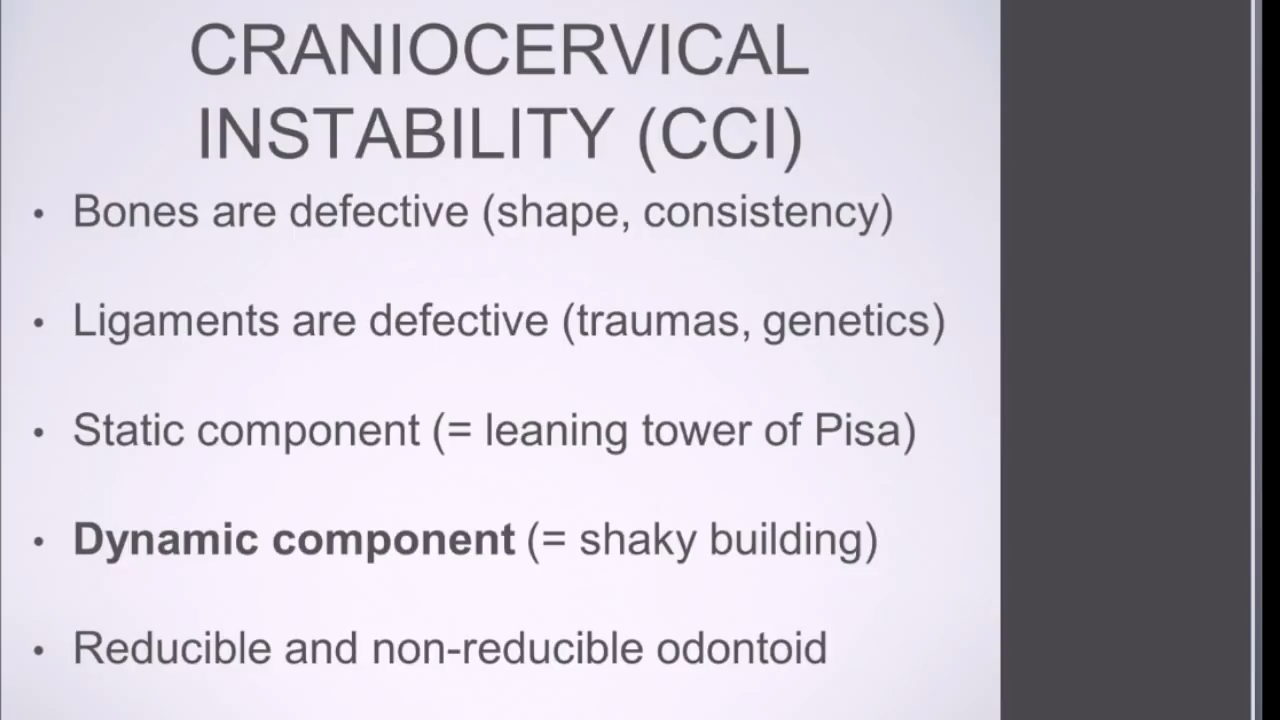 CRANIOCERVICAL
INSTABILITY (CCI)
• Bones are defective (shape, consistency)
• Ligaments are defective (traumas, genetics)
• Static component (= leaning tower of Pisa)
• Dynamic component (= shaky building)
• Reducible and non-reducible odontoid